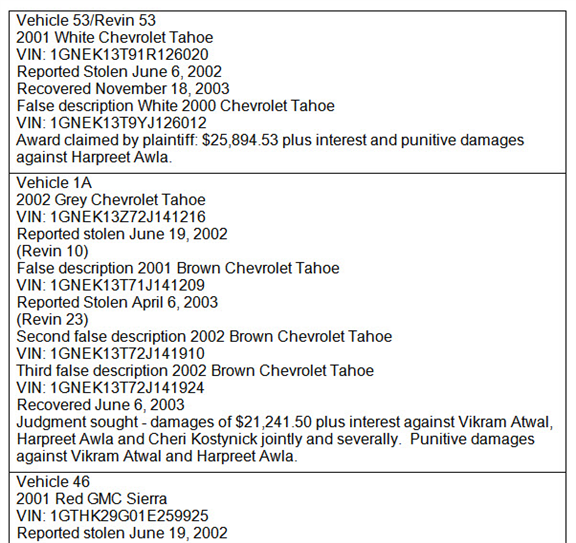 Vehicle 53/Revin 53
2001 White Chevrolet Tahoe
VIN: 1GNEK13T91R126020
Reported Stolen June 6, 2002
Recovered November 18, 2003
False description White 2000 Chevrolet Tahoe
VIN: 1GNEK13T9YJ126012
Award claimed by plaintiff: $25,894.53 plus interest and punitive damages
against Harpreet Awla.
Vehicle 1A
2002 Grey Chevrolet Tahoe
VIN: 1GNEK13Z72J141216
Reported stolen June 19, 2002
(Revin 10)
False description 2001 Brown Chevrolet Tahoe
VIN: 1GNEK13T71J141209
Reported Stolen April 6, 2003
(Revin 23)
Second false description 2002 Brown Chevrolet Tahoe
VIN: 1GNEK13T72J141910
Third false description 2002 Brown Chevrolet Tahoe
VIN: 1GNEK13T72J141924
Recovered June 6, 2003
Judgment sought - damages of $21,241.50 plus interest against Vikram Atwal,
Harpreet Awla and Cheri Kostynick jointly and severally.  Punitive damages
against Vikram Atwal and Harpreet Awla.
Vehicle 46
2001 Red GMC Sierra
VIN: 1GTHK29G01E259925
Reported stolen June 19, 2002